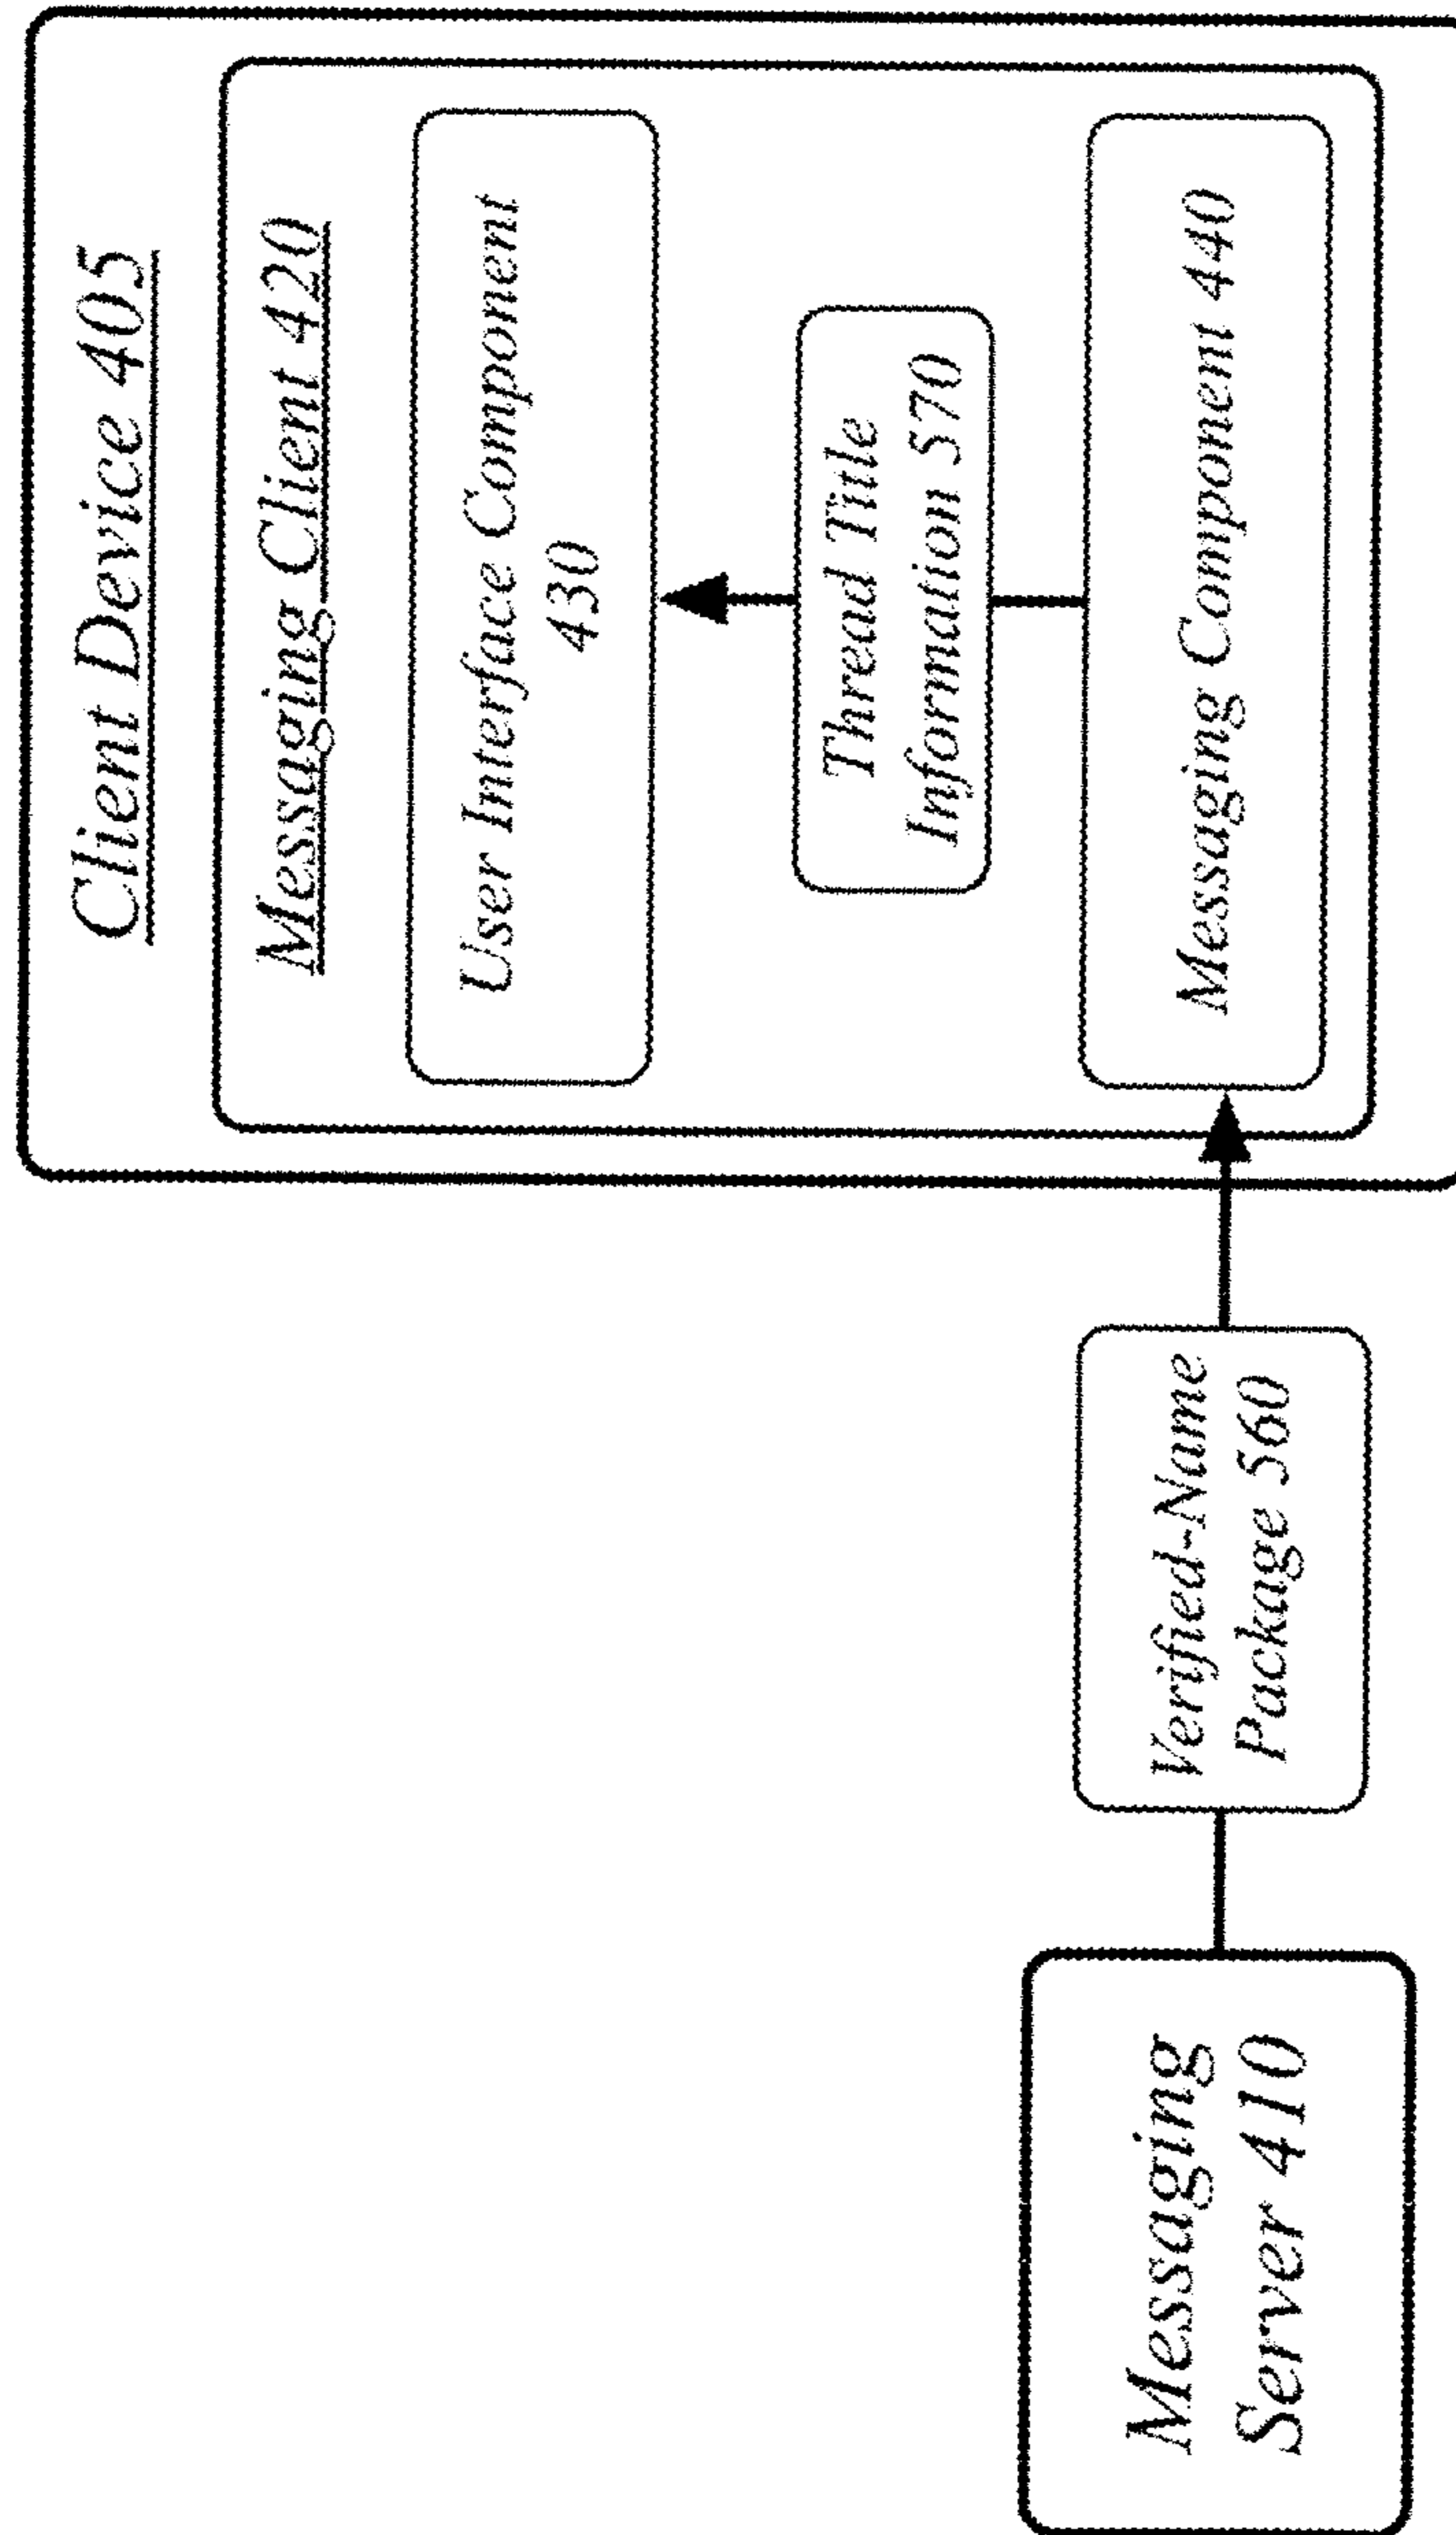 Client Device 405
Messaging Client 420
User Interface Component
430
Thread Title
Information 570
Messaging Component 440
Verified-Name
Package 560
Messaging
Server 410